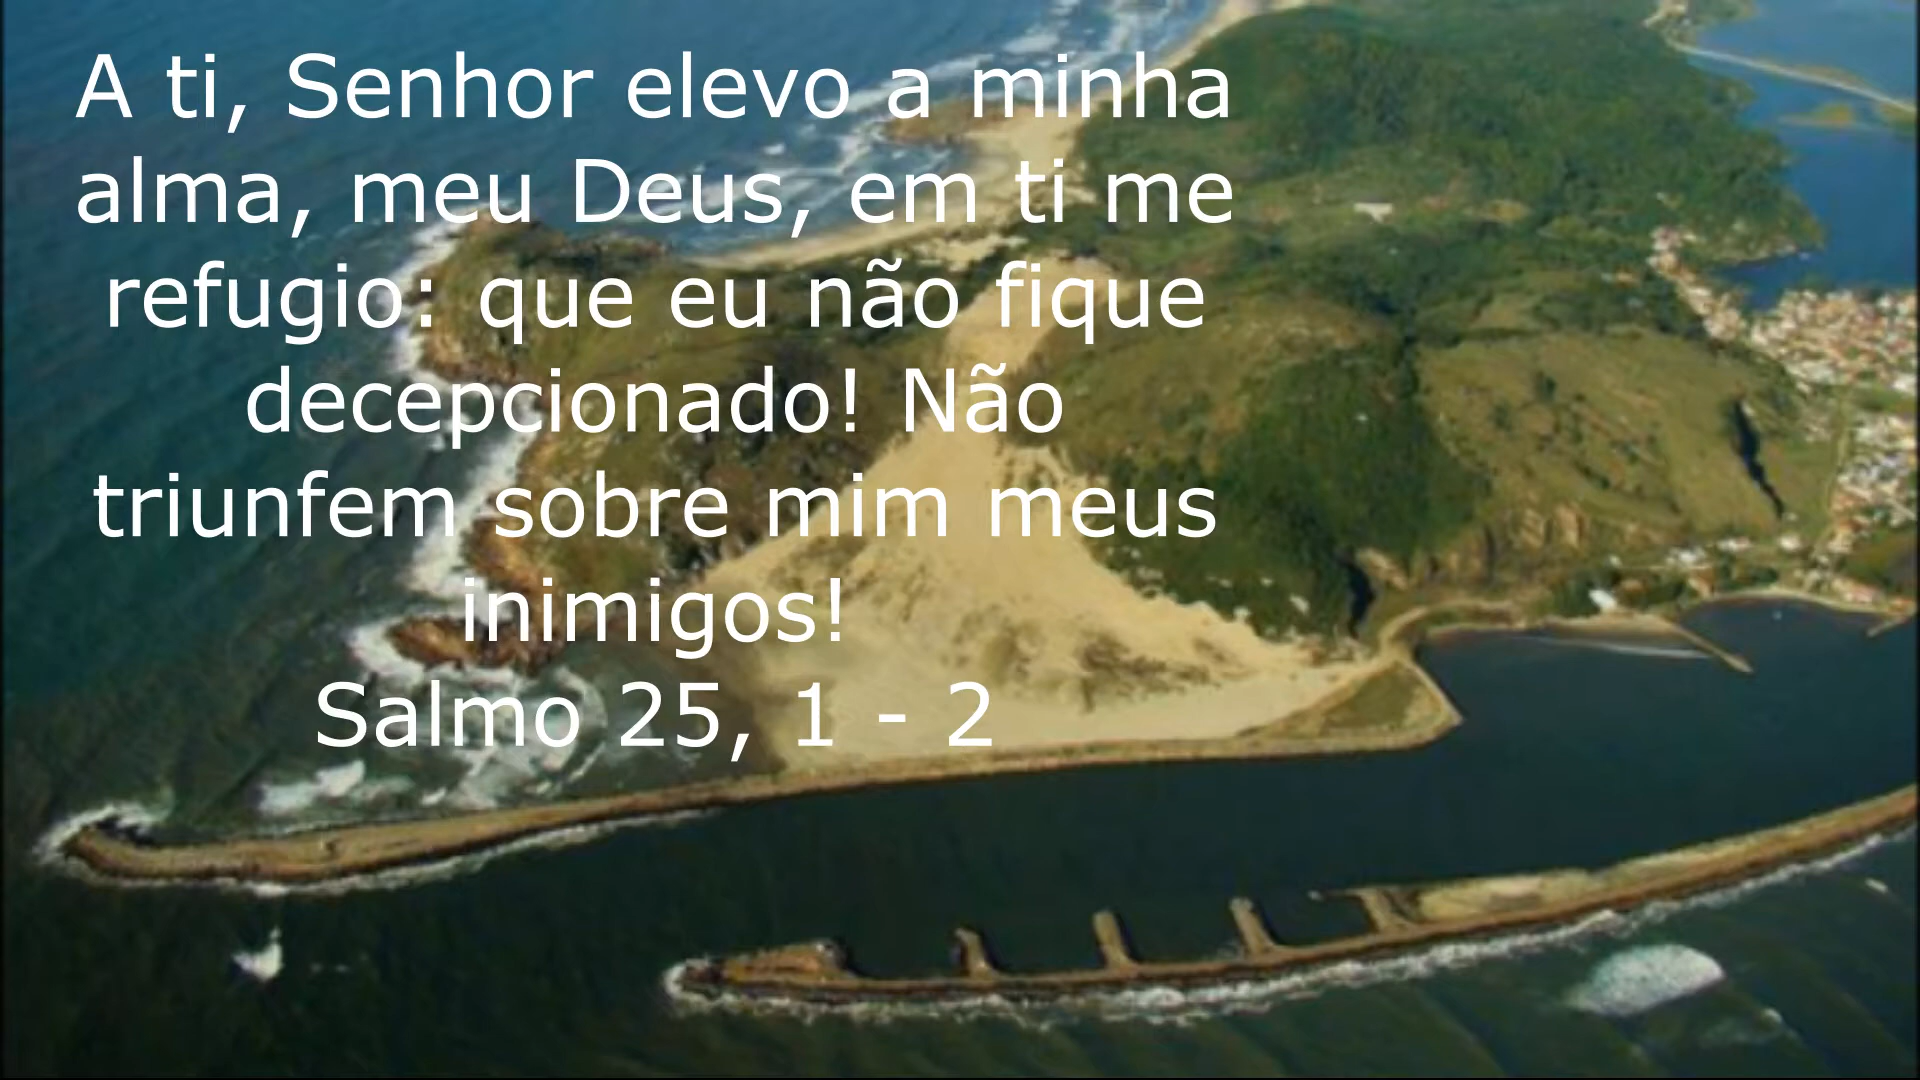 A ti, Senhor elevo a minha
alma, meu Deus, em ti me
refugio: que eu não fique
decepcionado! Não
triunfem sobre mim meus
inimigos!
Salmo 25, 1 - 2